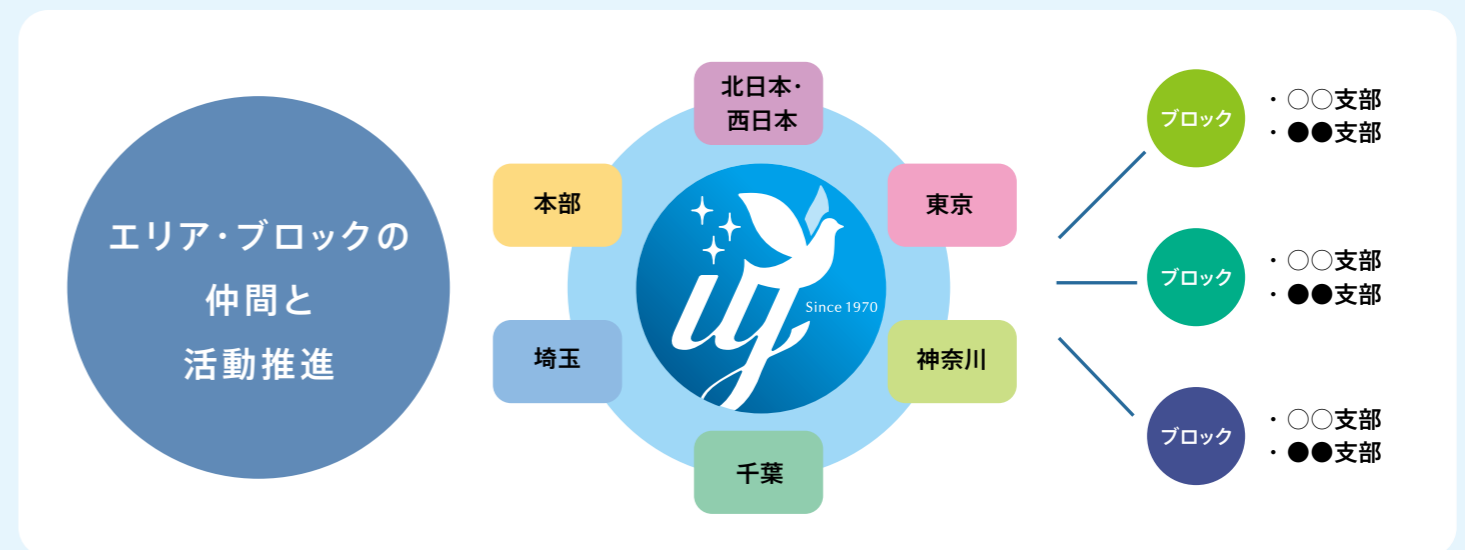 エリア・ブロックの
仲間と
活動推進
北日本・
西日本
本部
東京
uy
Since 1970
埼玉
神奈川
千葉
ブロック
・○○支部
・●●支部
ブロック
・○○支部
・●●支部
ブロック
・○○支部
・●●支部